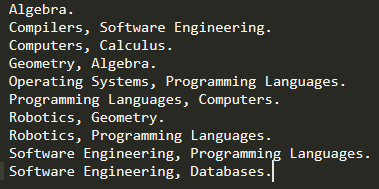 Algebra.
Compilers, Software Engineering.
Computers, Calculus.
Geometry, Algebra.
Operating Systems, Programming Languages.
Programming Languages, Computers.
Robotics, Geometry.
Robotics, Programming Languages.
Software Engineering, Programming Languages.
Software Engineering, Databases.